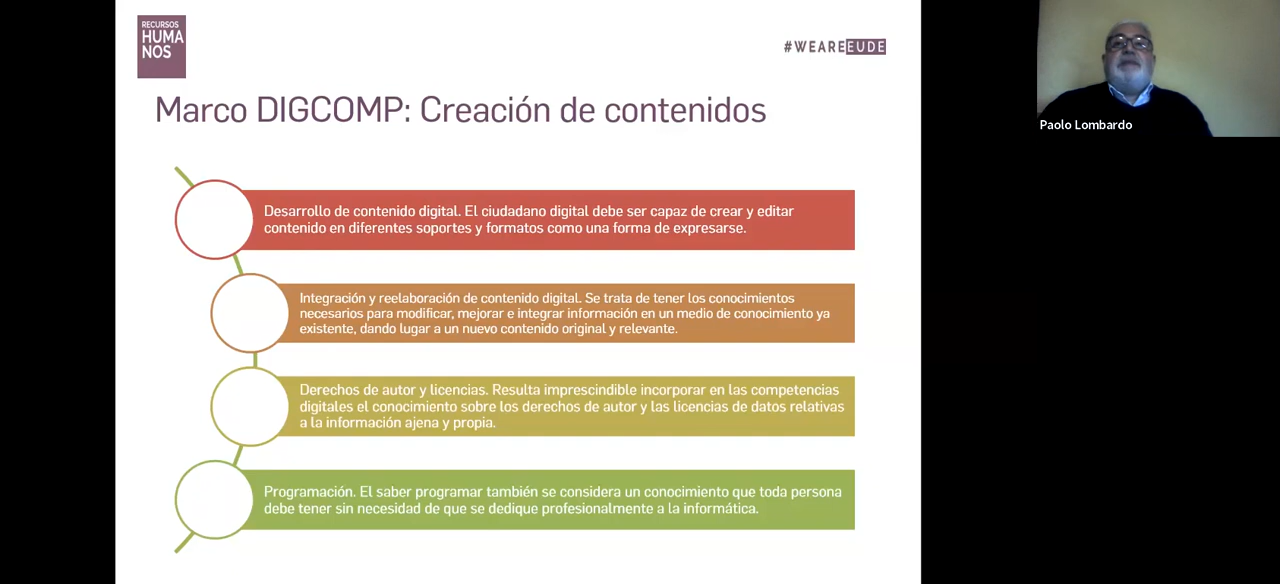 RECURSOS
HUMA
NOS
#WEAREEUDE
Marco DIGCOMP: Creación de contenidos
Desarrollo de contenido digital. El ciudadano digital debe ser capaz de crear y editar
contenido en diferentes soportes y formatos como una forma de expresarse.
Integración y reelaboración de contenido digital. Se trata de tener los conocimientos
necesarios para modificar, mejorar e integrar información en un medio de conocimiento ya
existente, dando lugar a un nuevo contenido original y relevante.
Derechos de autor y licencias. Resulta imprescindible incorporar en las competencias
digitales el conocimiento sobre los derechos de autor y las licencias de datos relativas
a la información ajena y propia.
Programación. El saber programar también se considera un conocimiento que toda persona
debe tener sin necesidad de que se dedique profesionalmente a la informática.
Paolo Lombardo